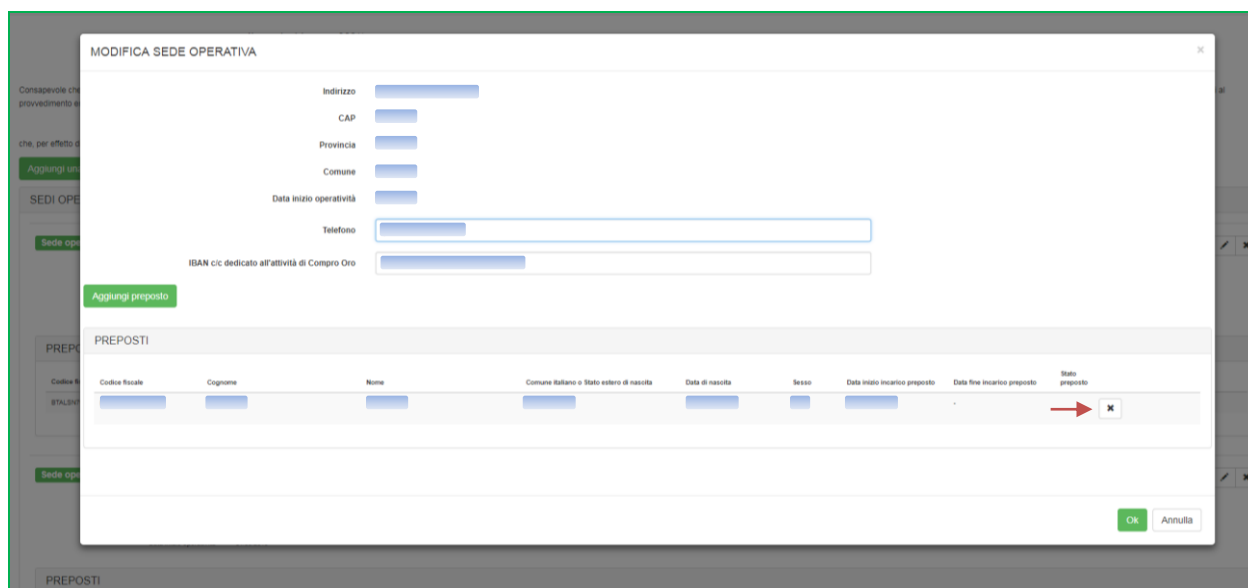 MODIFICA SEDE OPERATIVA
×
Consapevole che
al
provvedimento
Indirizzo
CAP
Provincia
che, per effetto d
Aggiungi un
Comune
SEDI OPE
Data inizio operatività
Telefono
Sede ope
IBAN c/c dedicato all'attività di Compro Oro
Aggiungi preposto
PREPOSTI
PREPO
Codice fiscale Cognome Nome Comune italiano o Stato estero di nascita Data di nascita Sesso Data inizio incarico preposto Data fine incarico preposto Stato preposto
Codice f
-
Sede ope
Ok Annulla
PREPOSTI